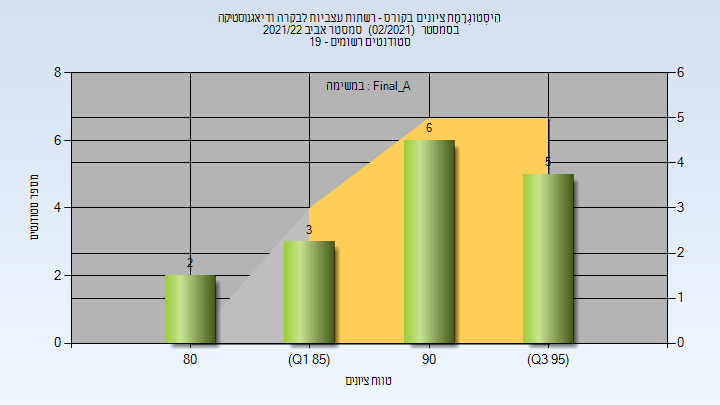 היסטוגרמת ציונים בקורס - רשתות עצביות לבקרה ודיאגנוסטיקה
בסמסטר (02/2021) סמסטר אביב 2021/22
סטודנטים רשומים - 19
במשימה : Final_A
מספר סטודנטים
8
6
4
2
0
6
5
4
3
2
1
0
2
3
6
5
80
(Q1 85)
90
(Q3 95)
טווח ציונים